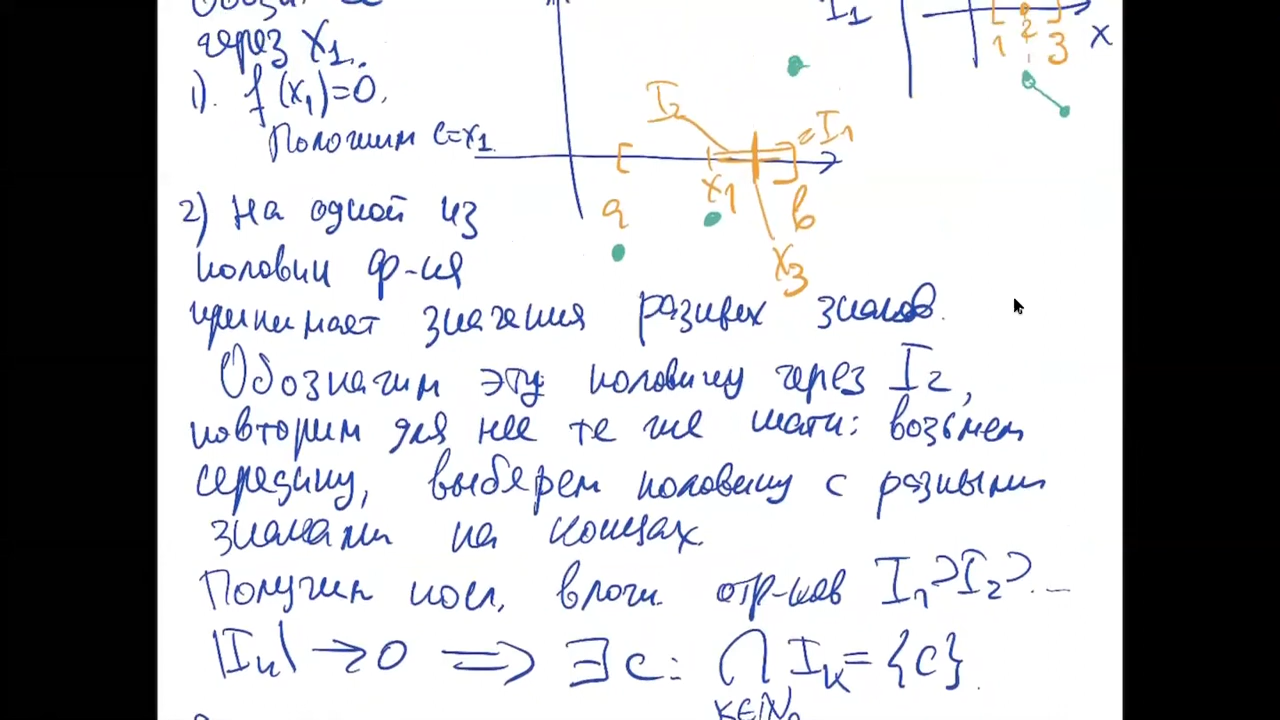 через x₁.
1). f(x₁)=0.
Положим c=x₁.
I₁
1 2 3 x
I₂
=I₁
a x₁ b
x₃
2) На одной из
половин ф-ия
принимает значения разных знаков.
Обозначим эту половину через I₂,
повторим для нее те же шаги: возьмем
середину, выберем половину с разными
знаками на концах.
Получим посл. влож. отр-ков I₁⊃I₂⊃...
|Iₖ|→0 ⟹ ∃ c: ⋂ Iₖ={c}.
k∈N